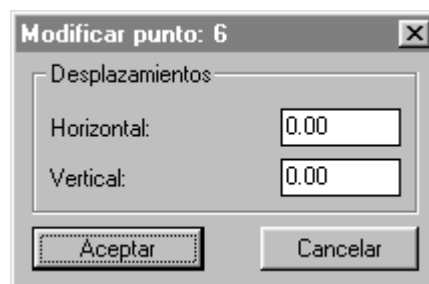 Modificar punto: 6
Desplazamientos
Horizontal: 0.00
Vertical: 0.00
Aceptar Cancelar